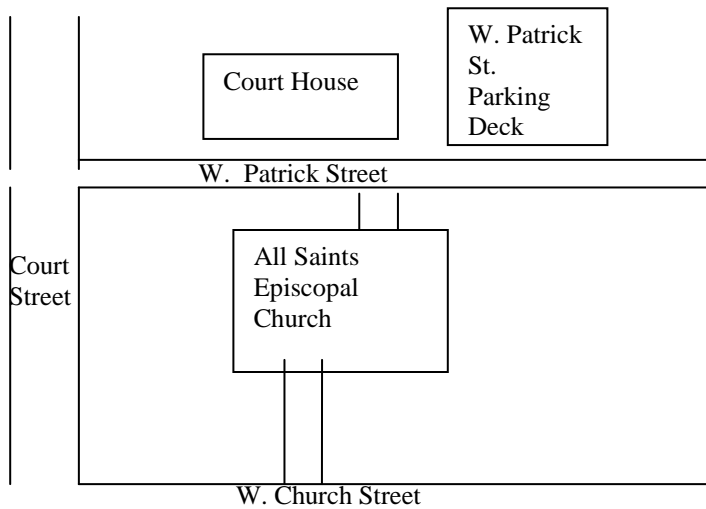 W. Patrick
St.
Parking
Deck
Court House
W. Patrick Street
Court
Street
All Saints
Episcopal
Church
W. Church Street